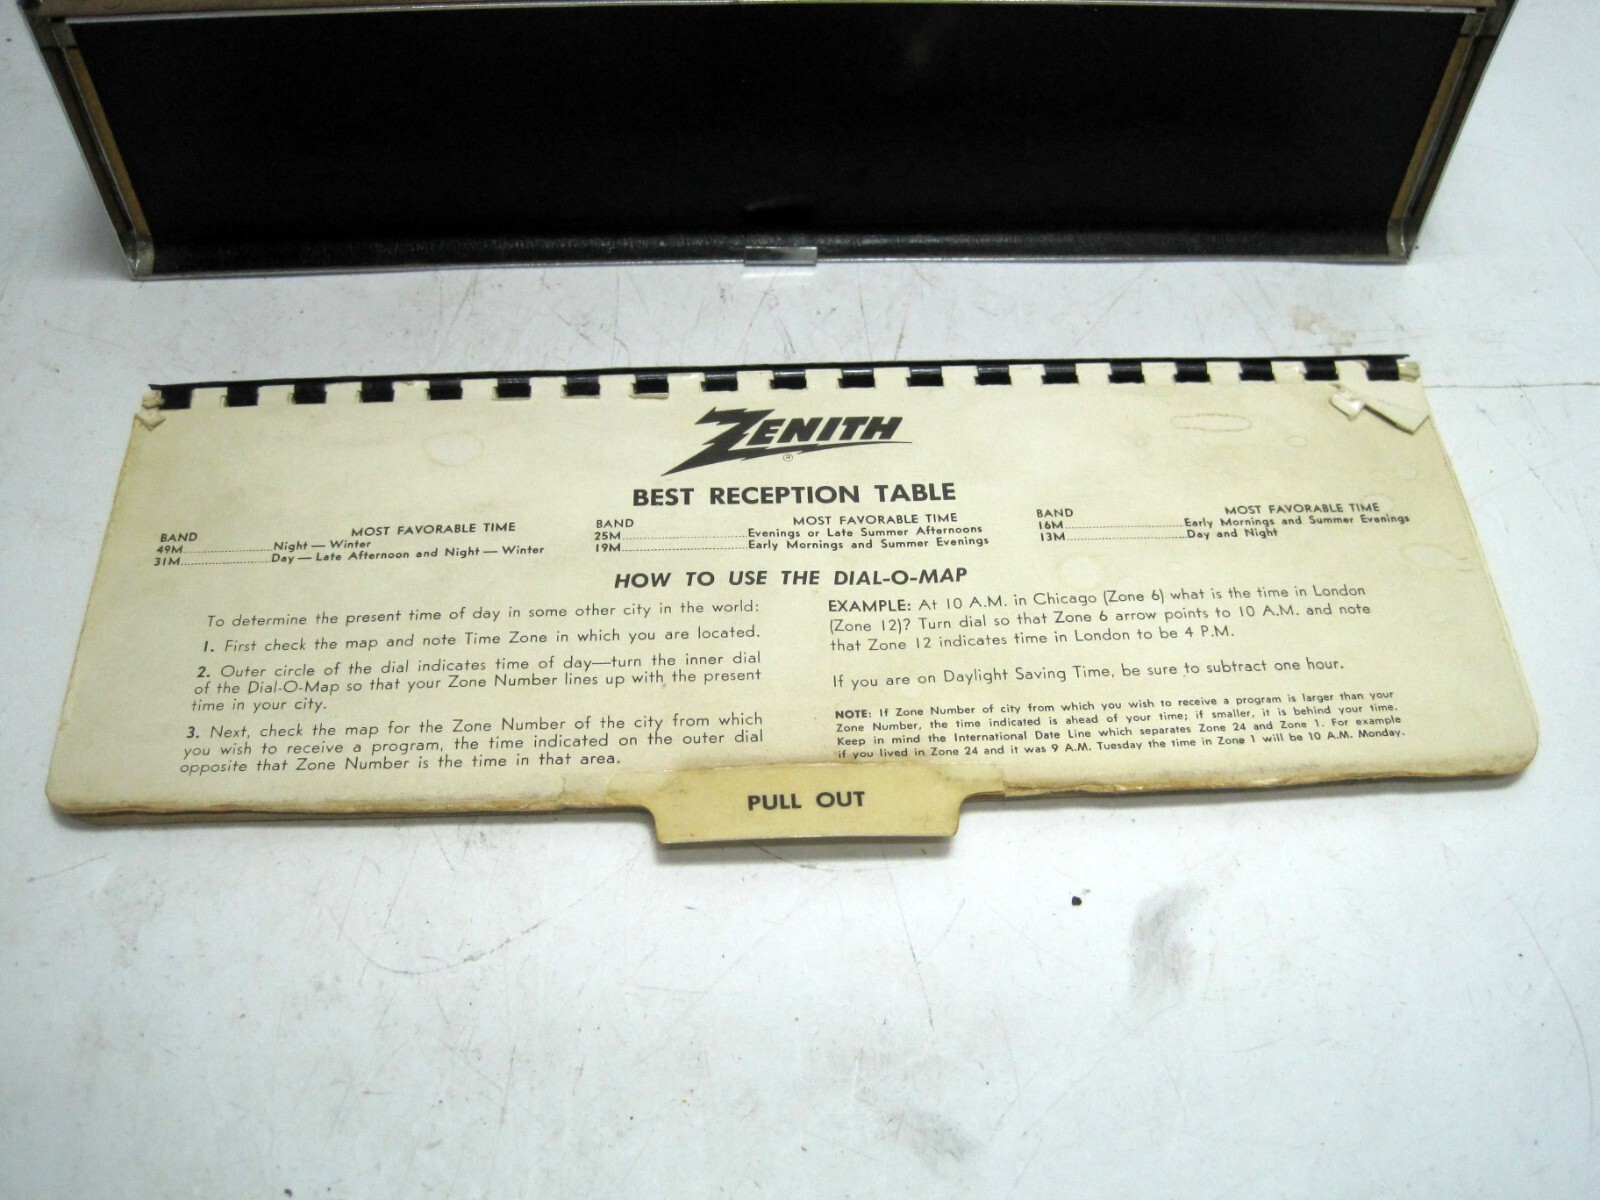 ZENITH
®
BEST RECEPTION TABLE
BAND MOST FAVORABLE TIME
49M Night — Winter
31M Day — Late Afternoon and Night — Winter
BAND MOST FAVORABLE TIME
25M Evenings or Late Summer Afternoons
19M Early Mornings and Summer Evenings
BAND MOST FAVORABLE TIME
16M Early Mornings and Summer Evenings
13M Day and Night
HOW TO USE THE DIAL-O-MAP
To determine the present time of day in some other city in the world:
1. First check the map and note Time Zone in which you are located.
2. Outer circle of the dial indicates time of day—turn the inner dial
of the Dial-O-Map so that your Zone Number lines up with the present
time in your city.
3. Next, check the map for the Zone Number of the city from which
you wish to receive a program, the time indicated on the outer dial
opposite that Zone Number is the time in that area.
EXAMPLE: At 10 A.M. in Chicago (Zone 6) what is the time in London
(Zone 12)? Turn dial so that Zone 6 arrow points to 10 A.M. and note
that Zone 12 indicates time in London to be 4 P.M.
If you are on Daylight Saving Time, be sure to subtract one hour.
NOTE: If Zone Number of city from which you wish to receive a program is larger than your
Zone Number, the time indicated is ahead of your time; if smaller, it is behind your time.
Keep in mind the International Date Line which separates Zone 24 and Zone 1. For example
if you lived in Zone 24 and it was 9 A.M. Tuesday the time in Zone 1 will be 10 A.M. Monday.
PULL OUT